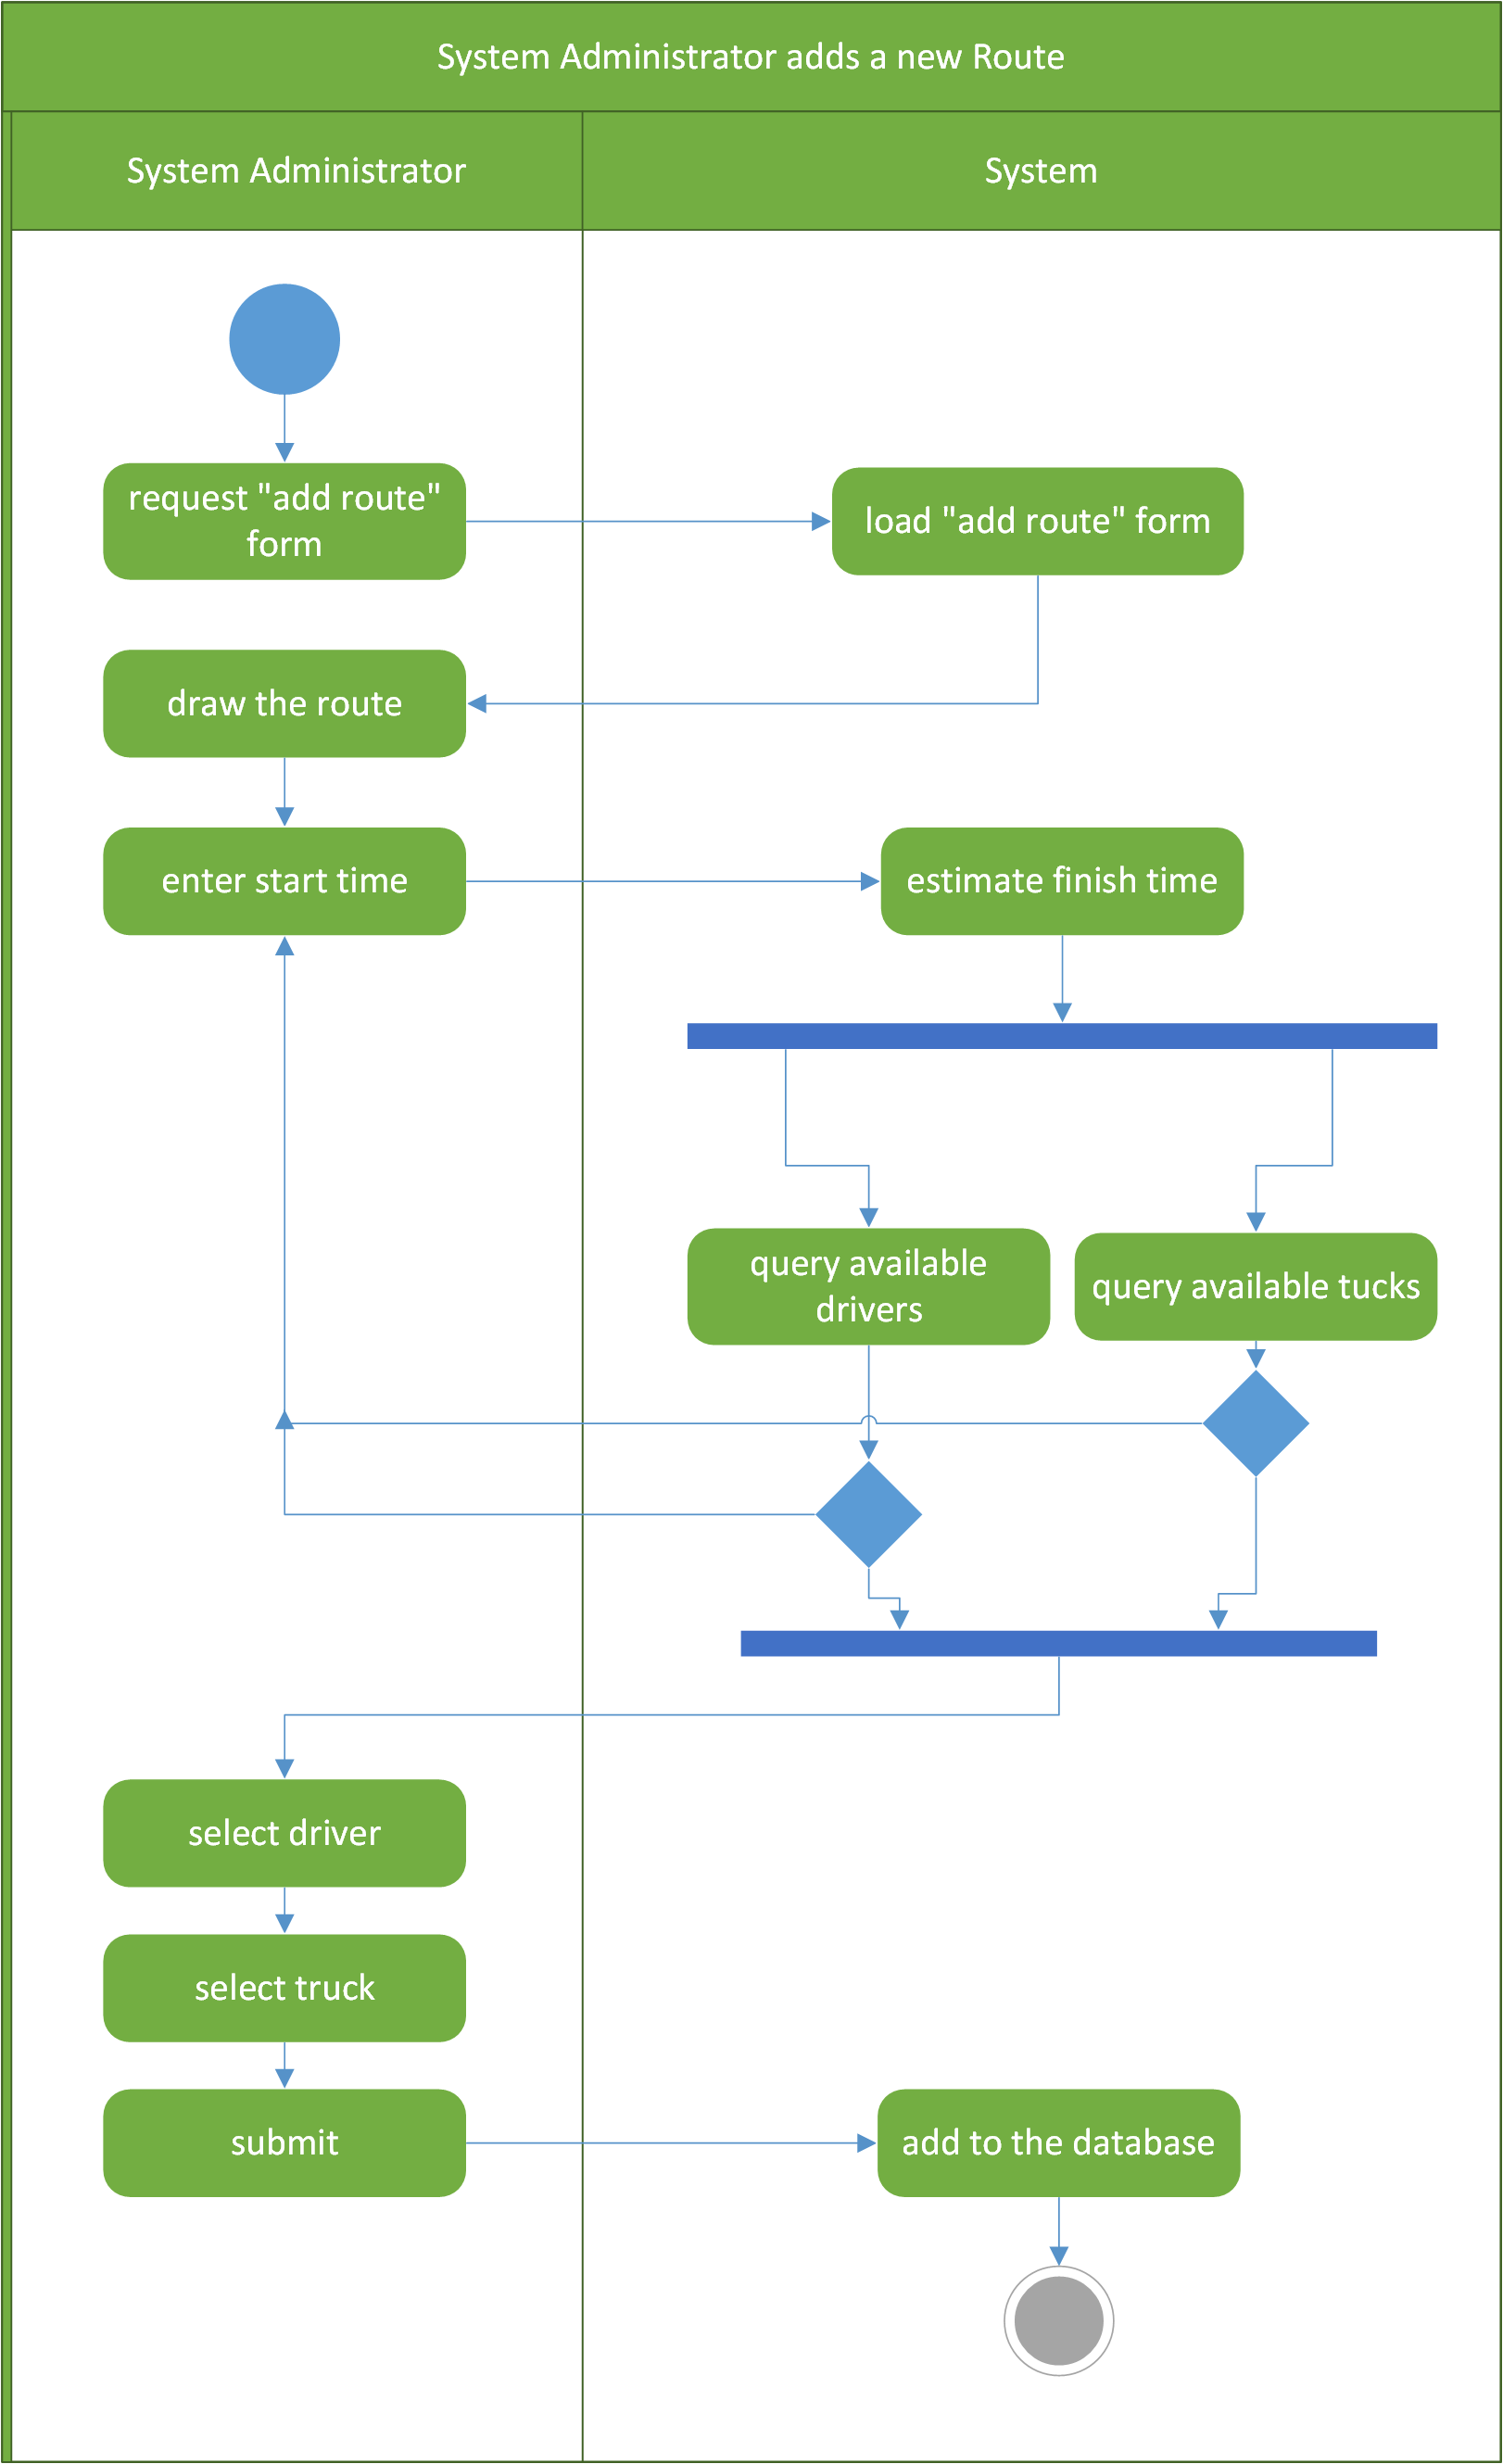 System Administrator adds a new Route
System Administrator
System
request "add route"
form
load "add route" form
draw the route
enter start time
estimate finish time
query available
drivers
query available tucks
select driver
select truck
submit
add to the database